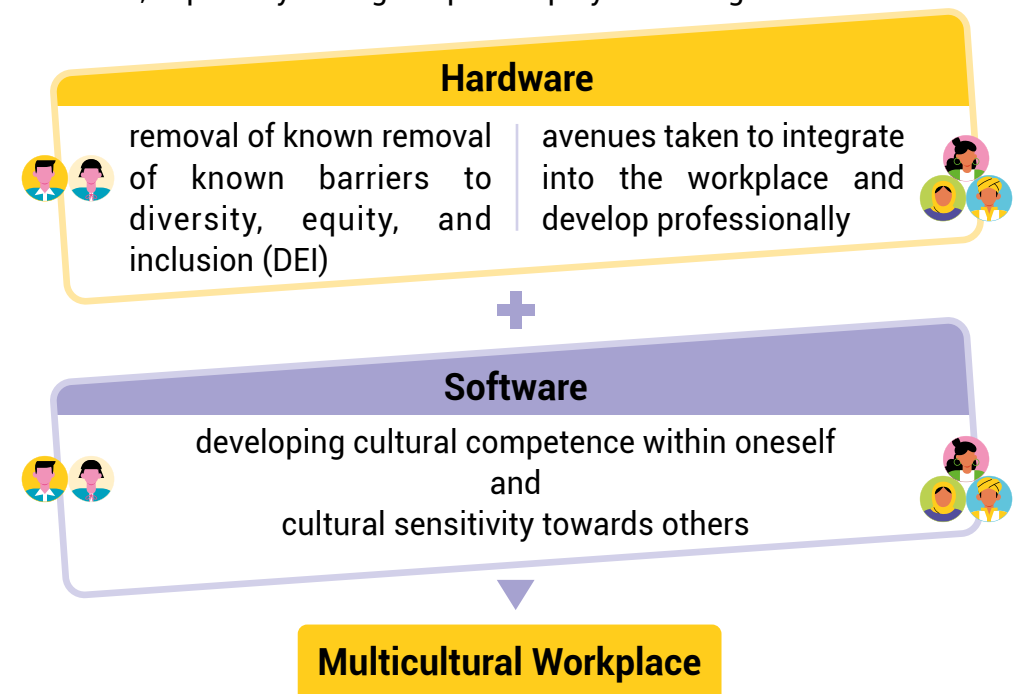 Hardware
removal of known removal
of known barriers to
diversity, equity, and
inclusion (DEI)
avenues taken to integrate
into the workplace and
develop professionally
Software
developing cultural competence within oneself
and
cultural sensitivity towards others
Multicultural Workplace